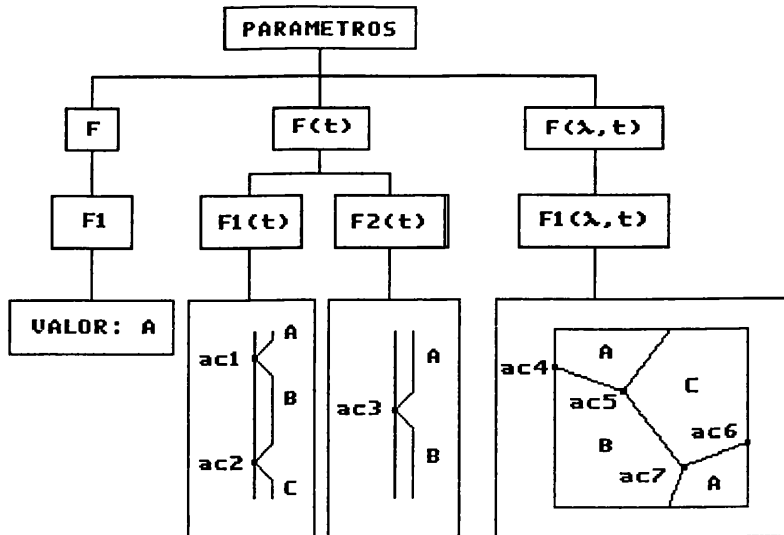 PARAMETROS
F
F(t)
F(λ,t)
F1
F1(t)
F2(t)
F1(λ,t)
VALOR: A
ac1
A
B
ac2
C
A
ac3
B
A
ac4
ac5
C
ac6
B
ac7
A